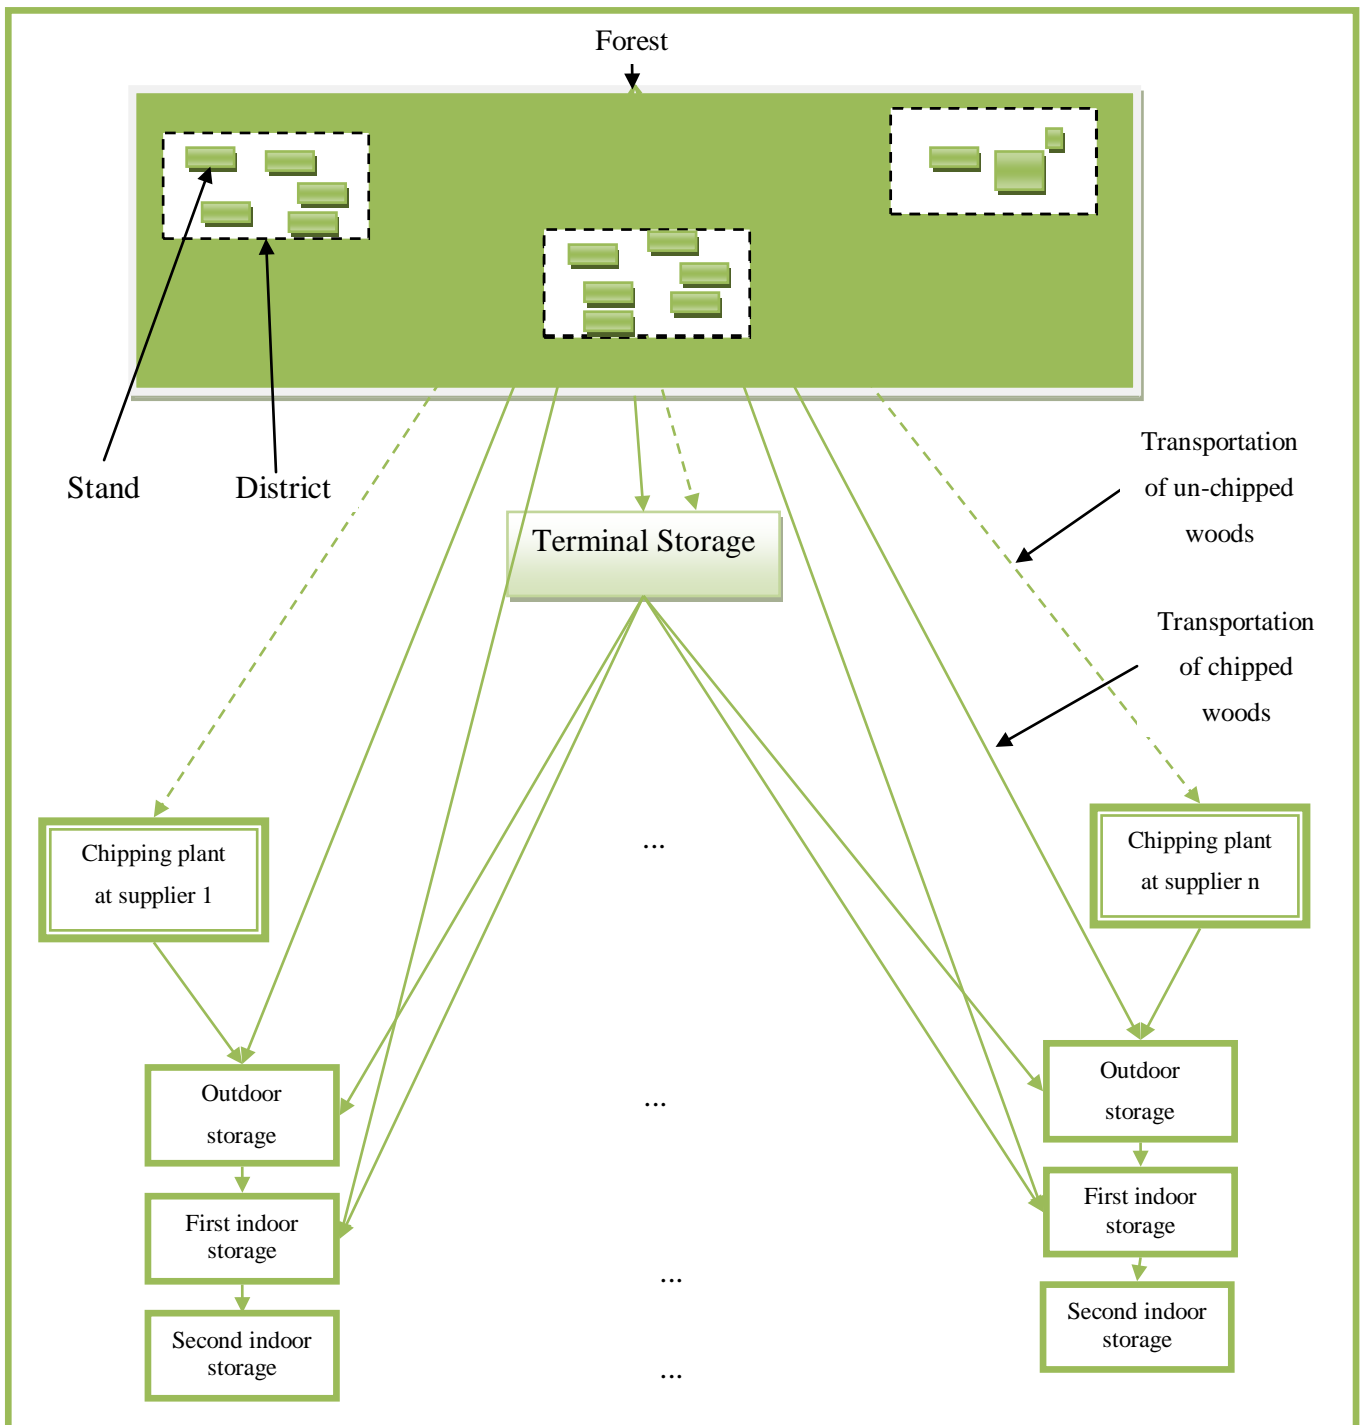 Forest
Stand
District
Transportation
of un-chipped
woods
Terminal Storage
Transportation
of chipped
woods
Chipping plant
at supplier 1
...
Chipping plant
at supplier n
Outdoor
storage
...
Outdoor
storage
First indoor
storage
...
First indoor
storage
Second indoor
storage
...
Second indoor
storage